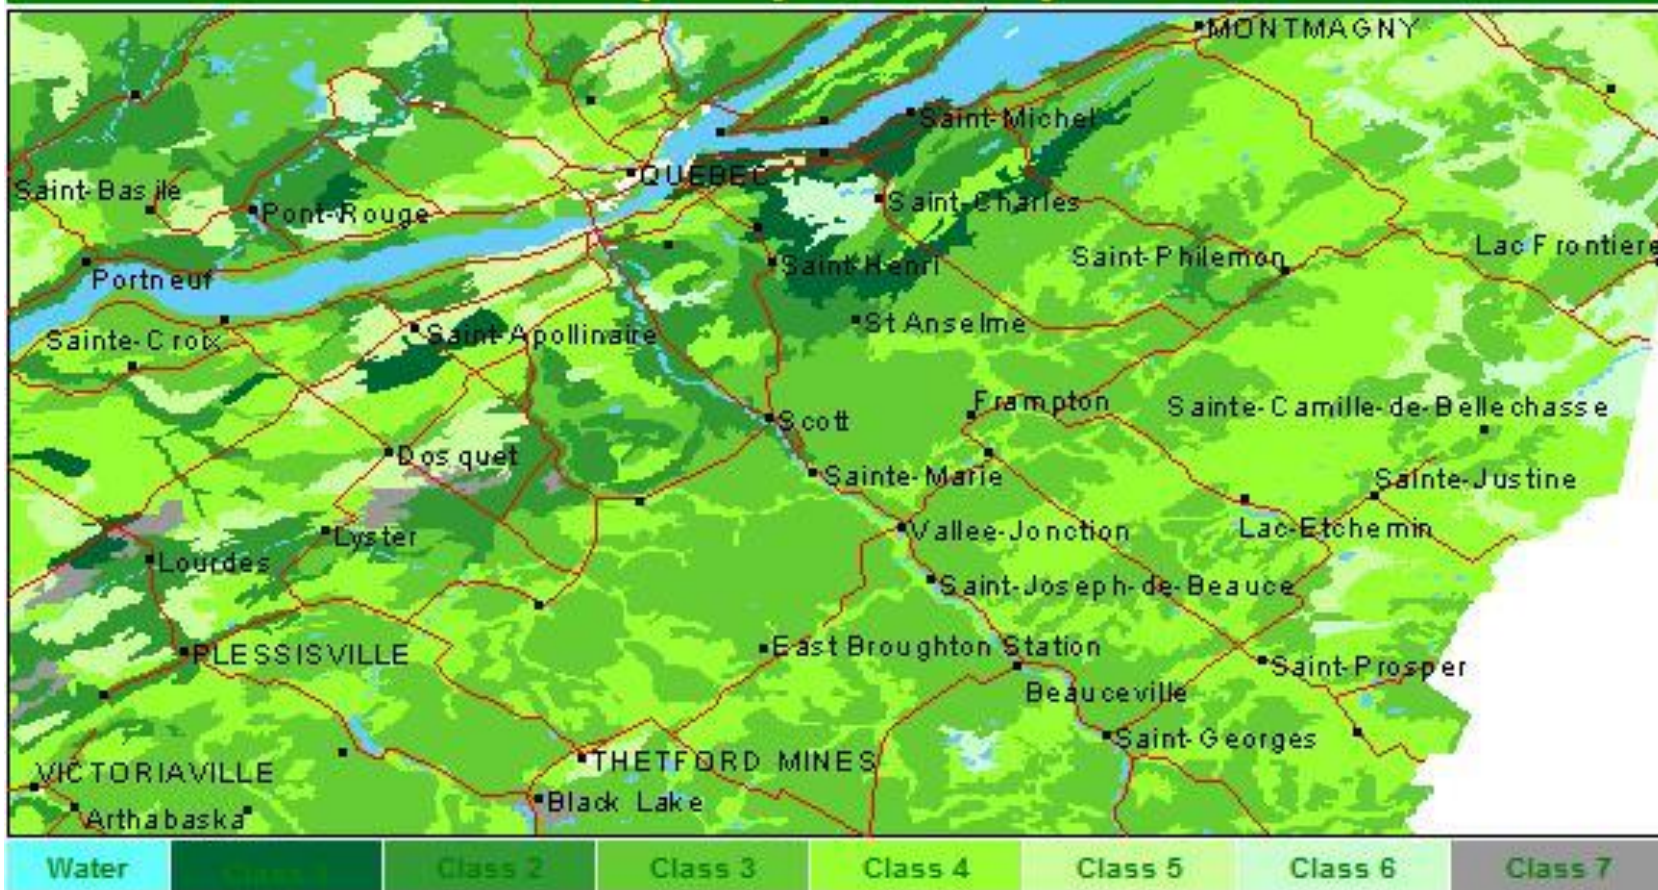 MONTMAGNY
Saint-Michel
QUEBEC
Saint-Basile
Pont-Rouge
Saint-Charles
Portneuf
Saint-Henri
Saint-Philemon
Lac Frontiere
Sainte-Croix
Saint-Apollinaire
St Anselme
Scott
Frampton
Sainte-Camille-de-Bellechasse
Dosquet
Sainte-Marie
Sainte-Justine
Lyster
Vallee-Jonction
Lac-Etchemin
Lourdes
Saint-Joseph-de-Beauce
PLESSISVILLE
East Broughton Station
Saint-Prosper
Beauceville
Saint-Georges
VICTORIAVILLE
THETFORD MINES
Black Lake
Arthabaska
Water Class 1 Class 2 Class 3 Class 4 Class 5 Class 6 Class 7